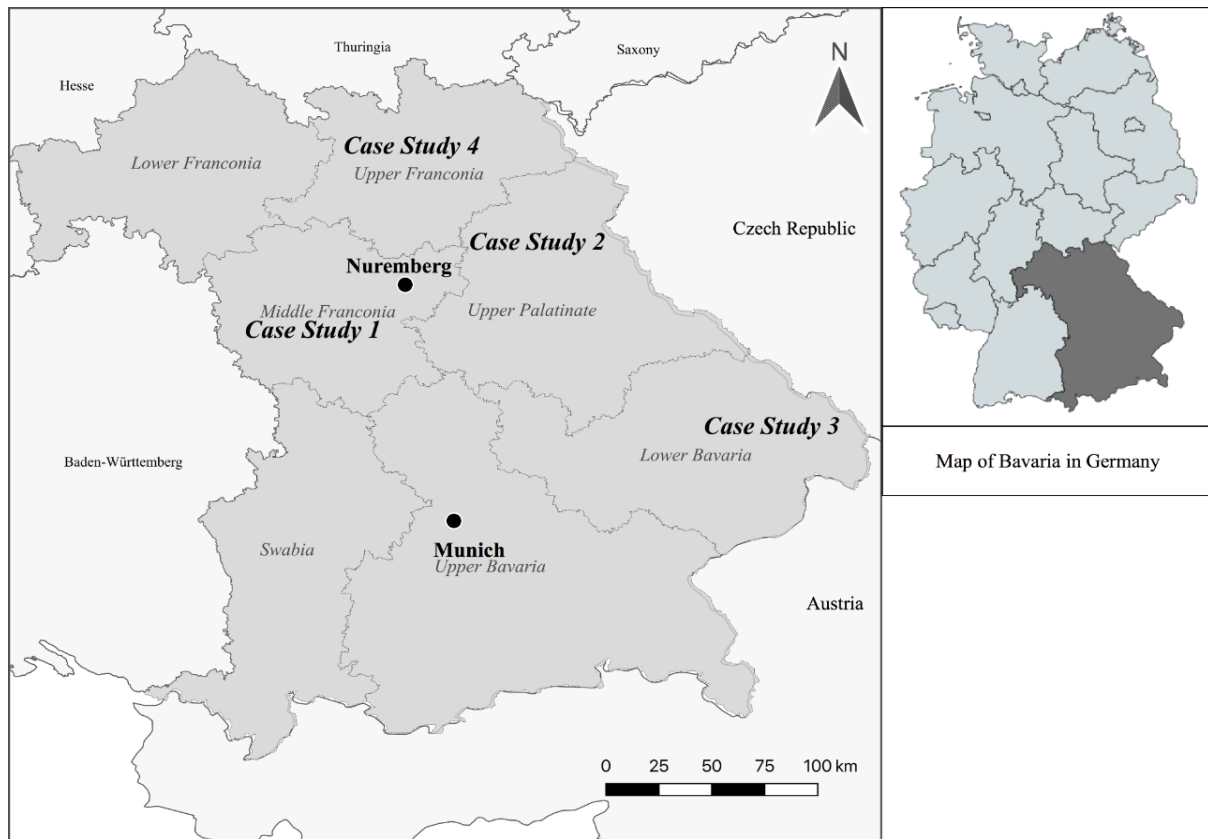 Thuringia
Saxony
Hesse
N
Case Study 4
Lower Franconia
Upper Franconia
Czech Republic
Case Study 2
Nuremberg
Middle Franconia
Upper Palatinate
Case Study 1
Case Study 3
Lower Bavaria
Baden-Württemberg
Map of Bavaria in Germany
Swabia
Munich
Upper Bavaria
Austria
0 25 50 75 100 km